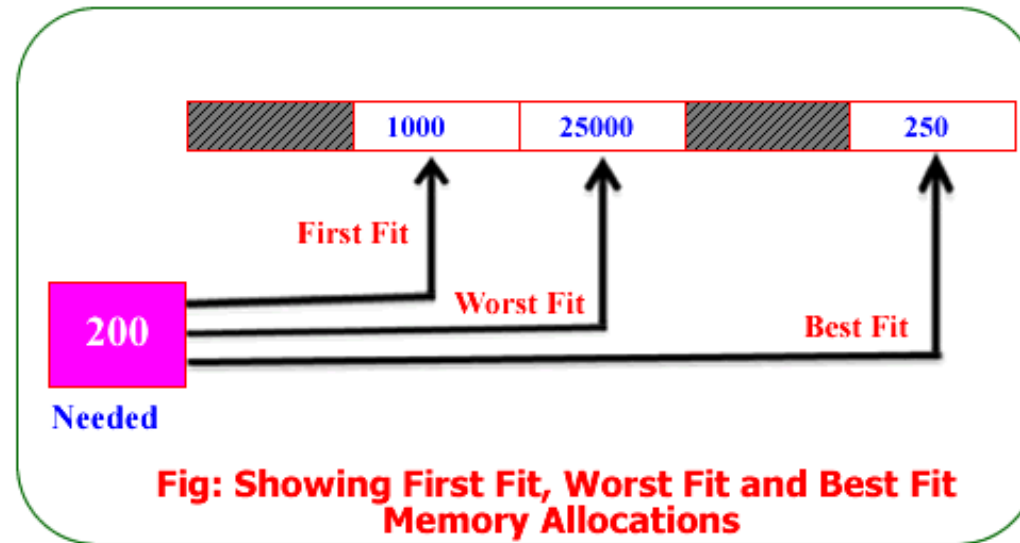 1000 25000 250
First Fit
Worst Fit
Best Fit
200
Needed
Fig: Showing First Fit, Worst Fit and Best Fit
Memory Allocations